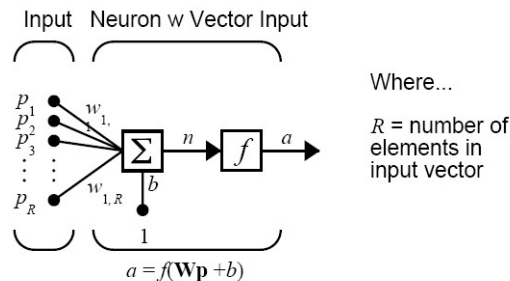 Input Neuron w Vector Input
p1
p2
p3
pR
w1,
1
w1, R
Σ
n
f
a
b
1
a = f(Wp +b)
Where...
R = number of
elements in
input vector